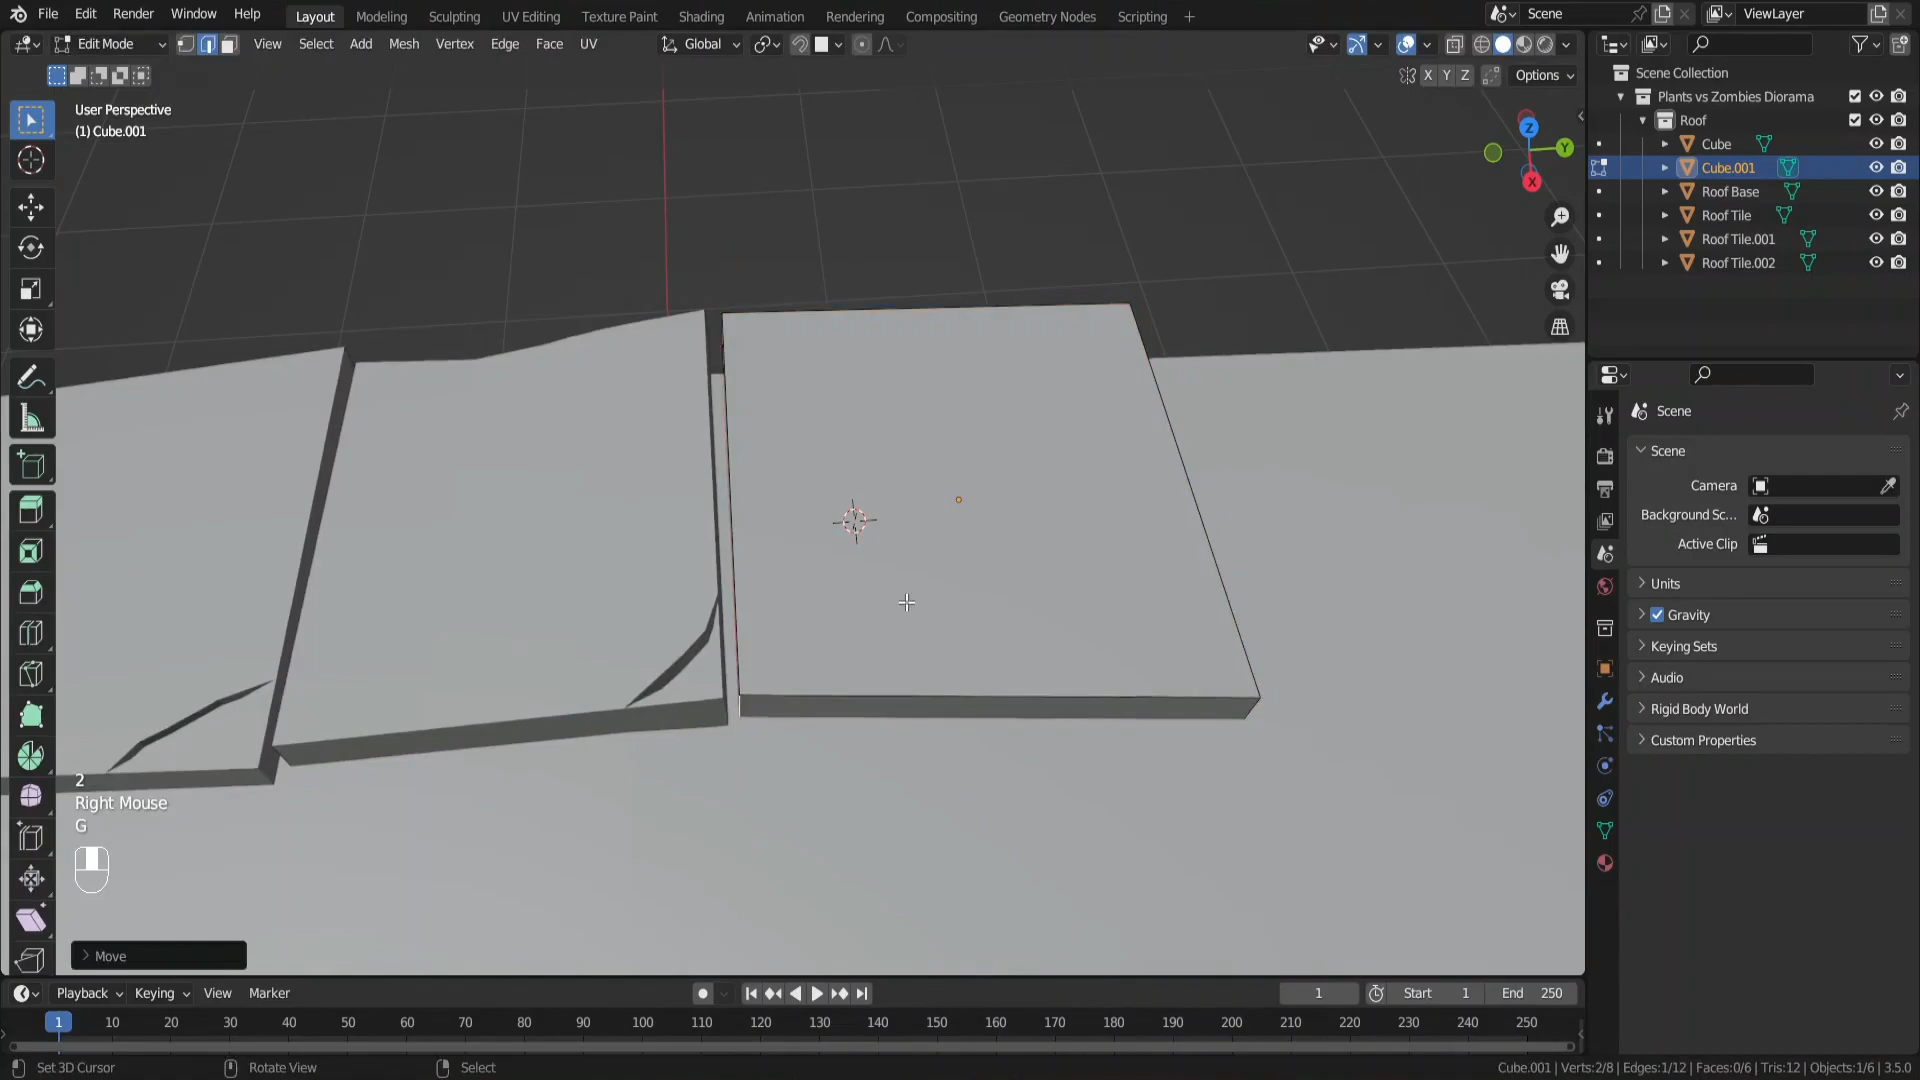 File Edit Render Window Help Layout Modeling Sculpting UV Editing Texture Paint Shading Animation Rendering Compositing Geometry Nodes Scripting + Scene ViewLayer
Edit Mode View Select Add Mesh Vertex Edge Face UV Global
X Y Z Options
User Perspective
(1) Cube.001
Z
Y
X
Scene Collection
Plants vs Zombies Diorama
Roof
Cube
Cube.001
Roof Base
Roof Tile
Roof Tile.001
Roof Tile.002
Scene
Scene
Camera
Background Sc...
Active Clip
Units
Gravity
Keying Sets
Audio
Rigid Body World
Custom Properties
2
Right Mouse
G
Move
Playback Keying View Marker 1 Start 1 End 250
1 10 20 30 40 50 60 70 80 90 100 110 120 130 140 150 160 170 180 190 200 210 220 230 240 250
Set 3D Cursor Rotate View Select Cube.001 | Verts:2/8 | Edges:1/12 | Faces:0/6 | Tris:12 | Objects:1/6 | 3.5.0